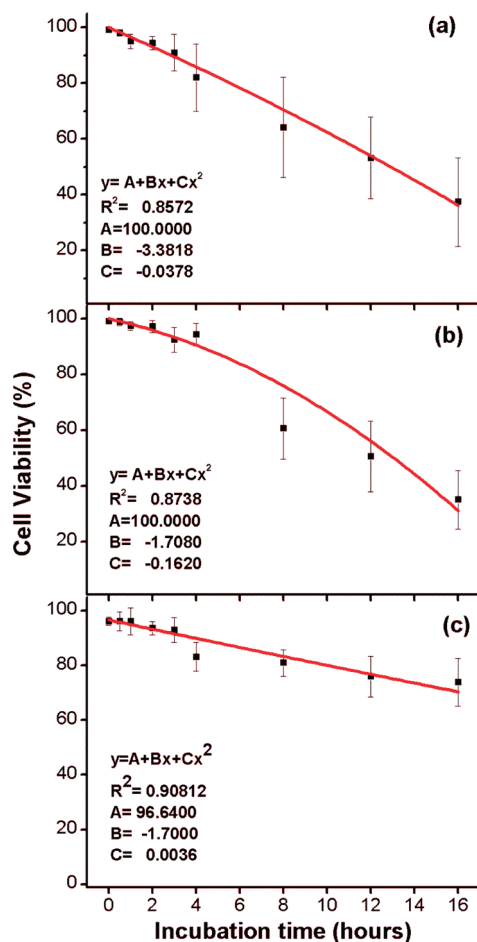 (a)
100
80
60
40
20
y= A+Bx+Cx²
R²= 0.8572
A=100.0000
B= -3.3818
C= -0.0378
(b)
100
80
60
40
20
y= A+Bx+Cx²
R²= 0.8738
A=100.0000
B= -1.7080
C= -0.1620
Cell Viability (%)
(c)
100
80
60
40
20
0
y=A+Bx+Cx²
R²= 0.90812
A= 96.6400
B= -1.7000
C= 0.0036
0 2 4 6 8 10 12 14 16
Incubation time (hours)